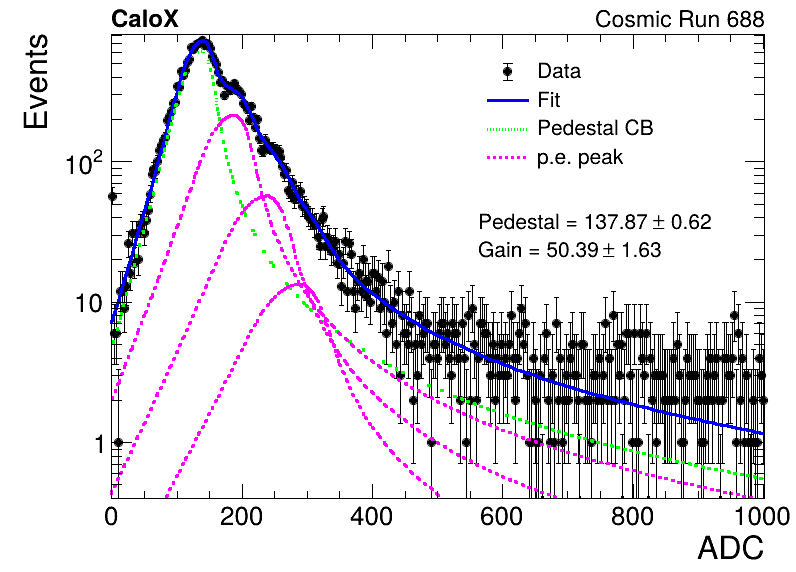 CaloX Cosmic Run 688
Events
Data
Fit
Pedestal CB
p.e. peak
Pedestal = 137.87 ± 0.62
Gain = 50.39 ± 1.63
10²
10
1
0 200 400 600 800 1000
ADC